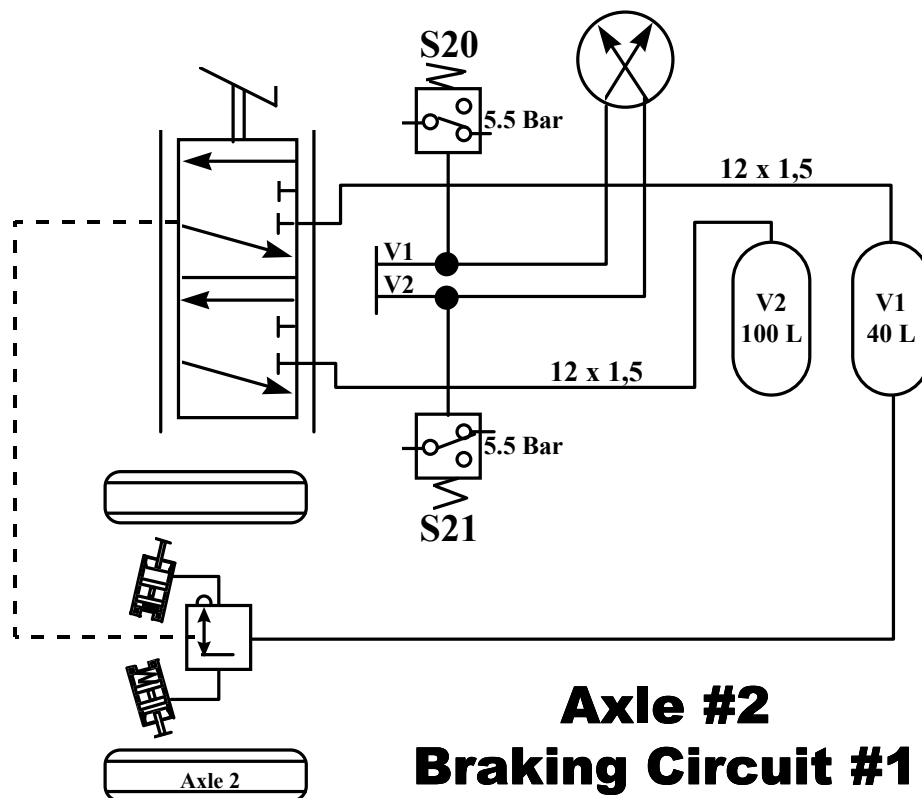 S20
5.5 Bar
12 x 1,5
V1
V2
V2
100 L
V1
40 L
12 x 1,5
5.5 Bar
S21
Axle 2
Axle #2
Braking Circuit #1